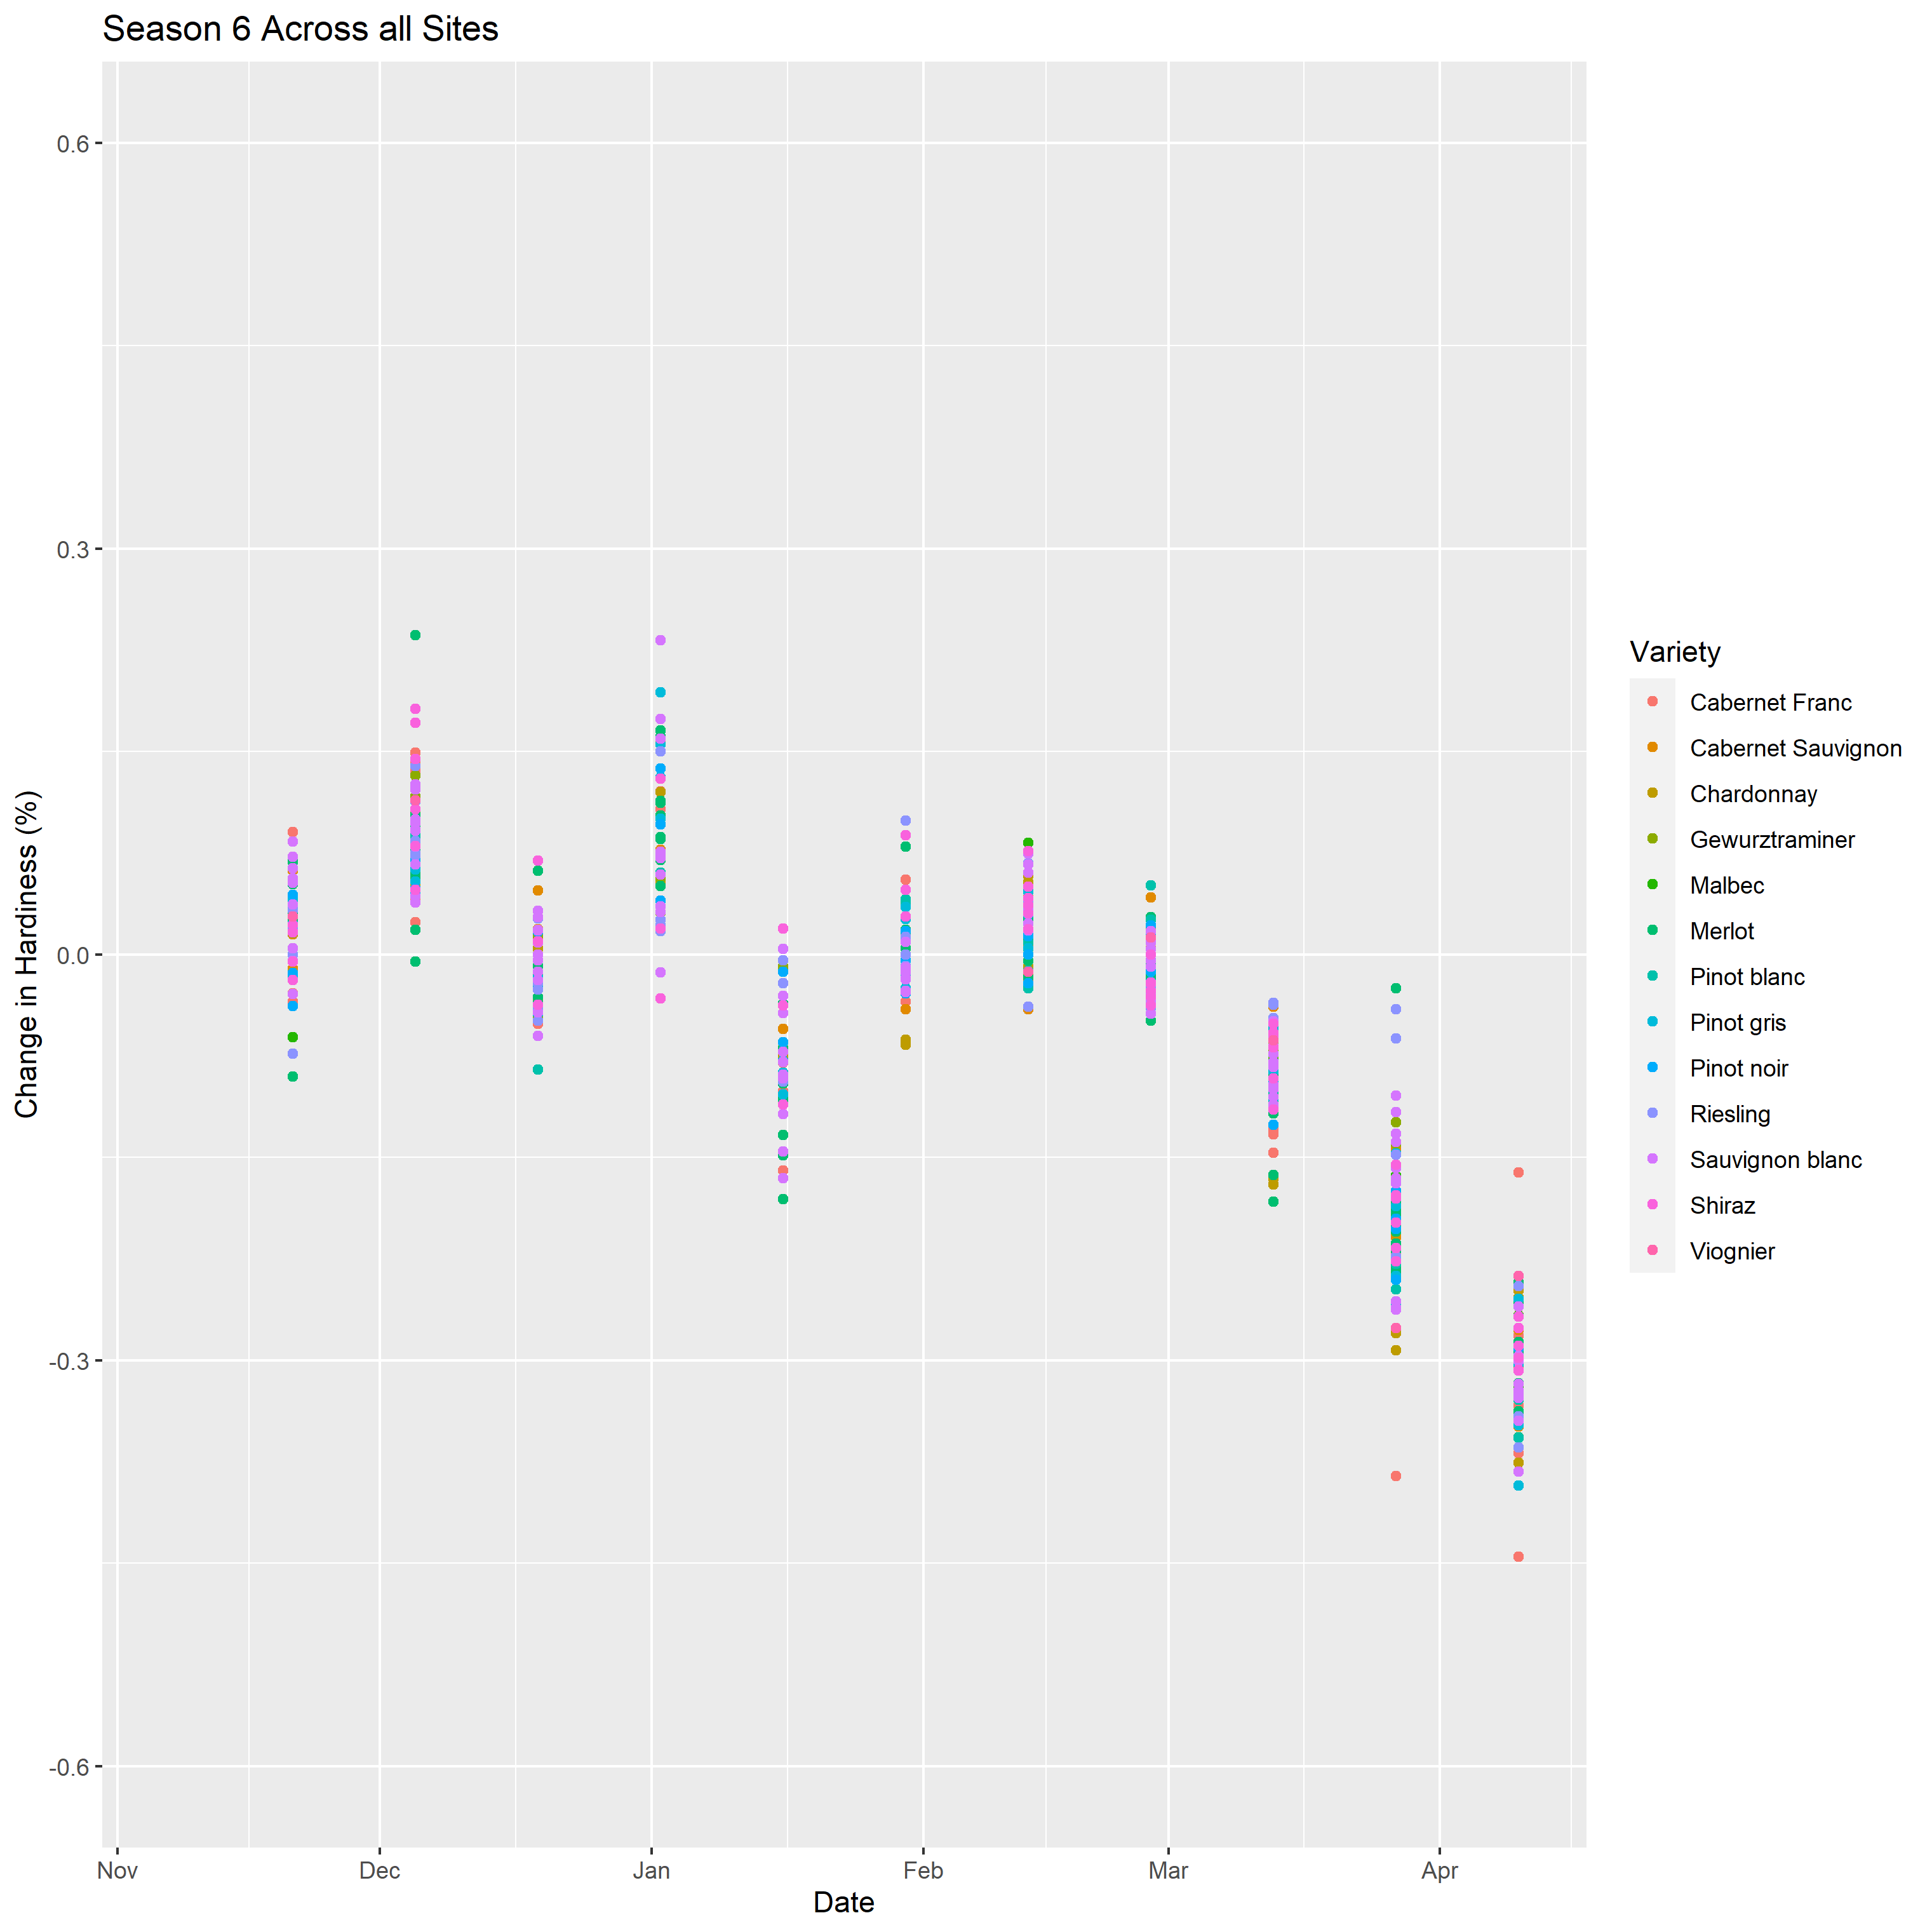 Season 6 Across all Sites
0.6
0.3
0.0
-0.3
-0.6
Change in Hardiness (%)
Nov Dec Jan Feb Mar Apr
Date
Variety
Cabernet Franc
Cabernet Sauvignon
Chardonnay
Gewurztraminer
Malbec
Merlot
Pinot blanc
Pinot gris
Pinot noir
Riesling
Sauvignon blanc
Shiraz
Viognier